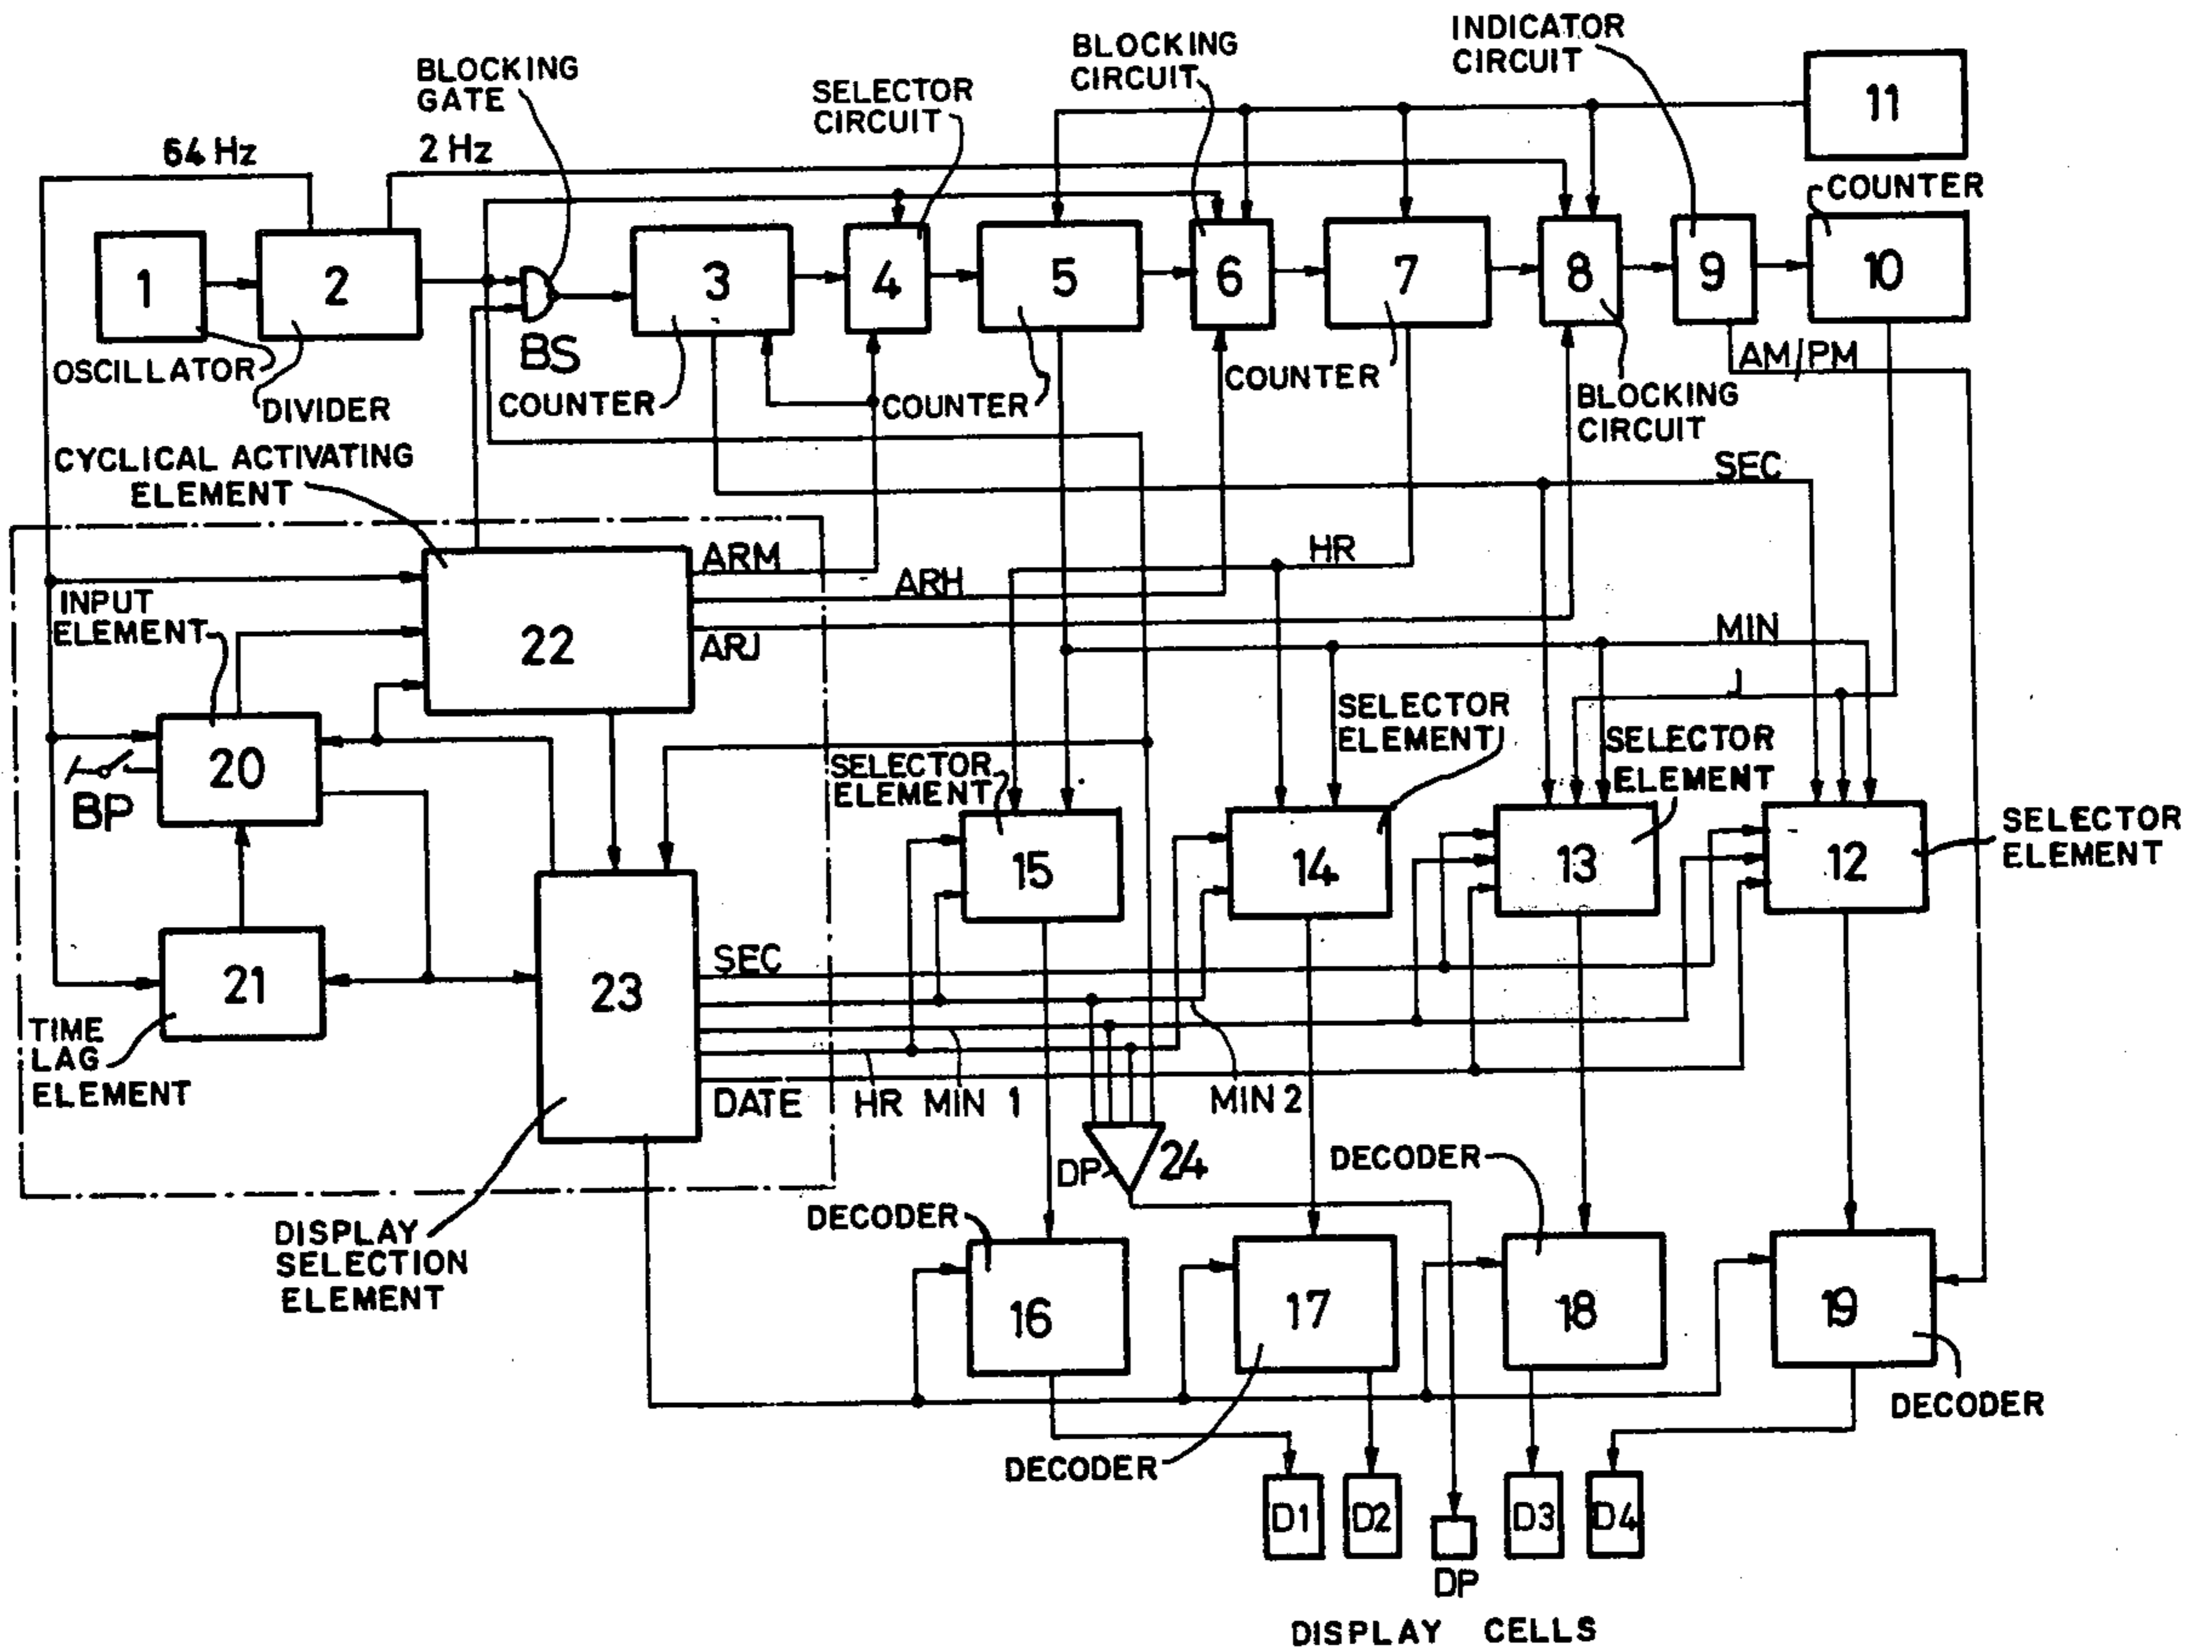 INDICATOR
CIRCUIT
BLOCKING
CIRCUIT
BLOCKING
GATE
SELECTOR
CIRCUIT
11
64 Hz
2 Hz
COUNTER
1
2
3
4
5
6
7
8
9
10
BS
OSCILLATOR
DIVIDER
COUNTER
COUNTER
COUNTER
AM/PM
BLOCKING
CIRCUIT
CYCLICAL ACTIVATING
ELEMENT
SEC
ARM
ARH
ARJ
HR
INPUT
ELEMENT
22
MIN
J
20
BP
SELECTOR
ELEMENT
SELECTOR
ELEMENT
SELECTOR
ELEMENT
SELECTOR
ELEMENT
15
14
13
12
21
23
SEC
TIME
LAG
ELEMENT
DATE
HR
MIN 1
MIN 2
DP
24
DECODER
DECODER
DISPLAY
SELECTION
ELEMENT
16
17
18
19
DECODER
DECODER
D1
D2
D3
D4
DP
DISPLAY CELLS